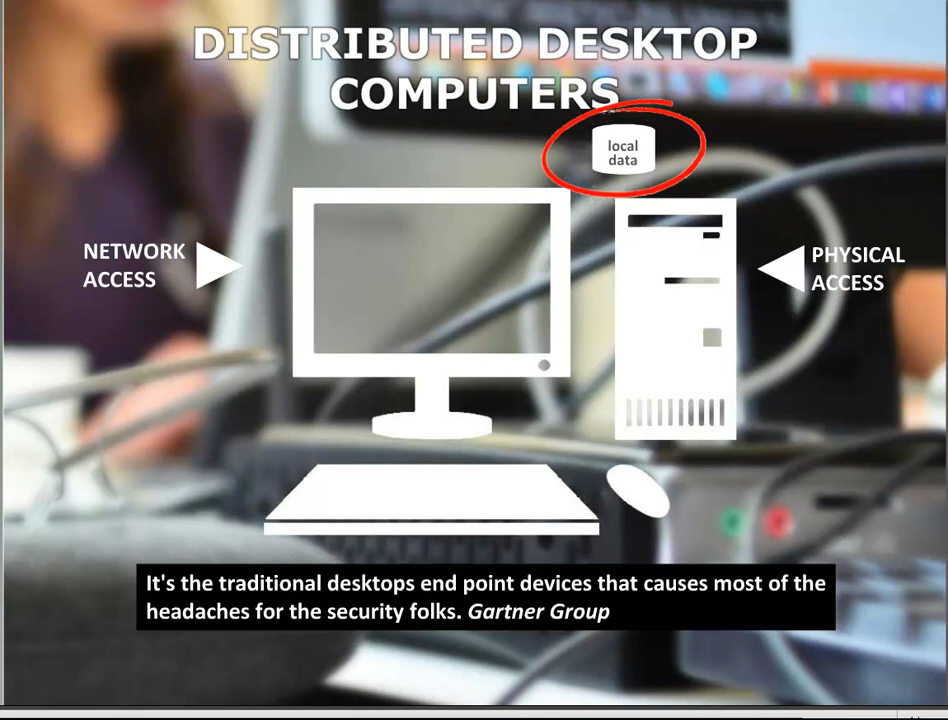 DISTRIBUTED DESKTOP
COMPUTERS
local
data
NETWORK
ACCESS
PHYSICAL
ACCESS
It's the traditional desktops end point devices that causes most of the
headaches for the security folks. Gartner Group